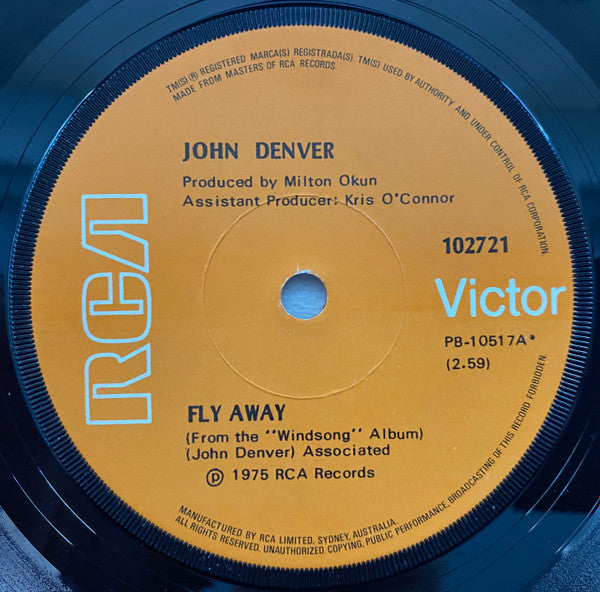 TM(S) ® REGISTERED MARCA(S) REGISTRADA(S). TM(S) USED BY AUTHORITY AND UNDER CONTROL OF RCA CORPORATION.
MADE FROM MASTERS OF RCA RECORDS.
JOHN DENVER
Produced by Milton Okun
Assistant Producer: Kris O'Connor
102721
RCA
Victor
PB-10517A*
(2.59)
FLY AWAY
(From the "Windsong" Album)
(John Denver) Associated
℗ 1975 RCA Records
MANUFACTURED BY RCA LIMITED, SYDNEY, AUSTRALIA.
ALL RIGHTS RESERVED. UNAUTHORIZED COPYING, PUBLIC PERFORMANCE, BROADCASTING OF THIS RECORD FORBIDDEN.